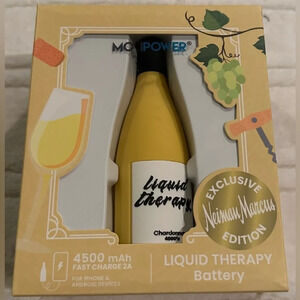 MOJIPOWER
liquid
therapy
Chardonnay
EXCLUSIVE
Neiman Marcus
EDITION
4500 mAh
FAST CHARGE 2A
FOR IPHONE &
ANDROID DEVICES
LIQUID THERAPY
Battery